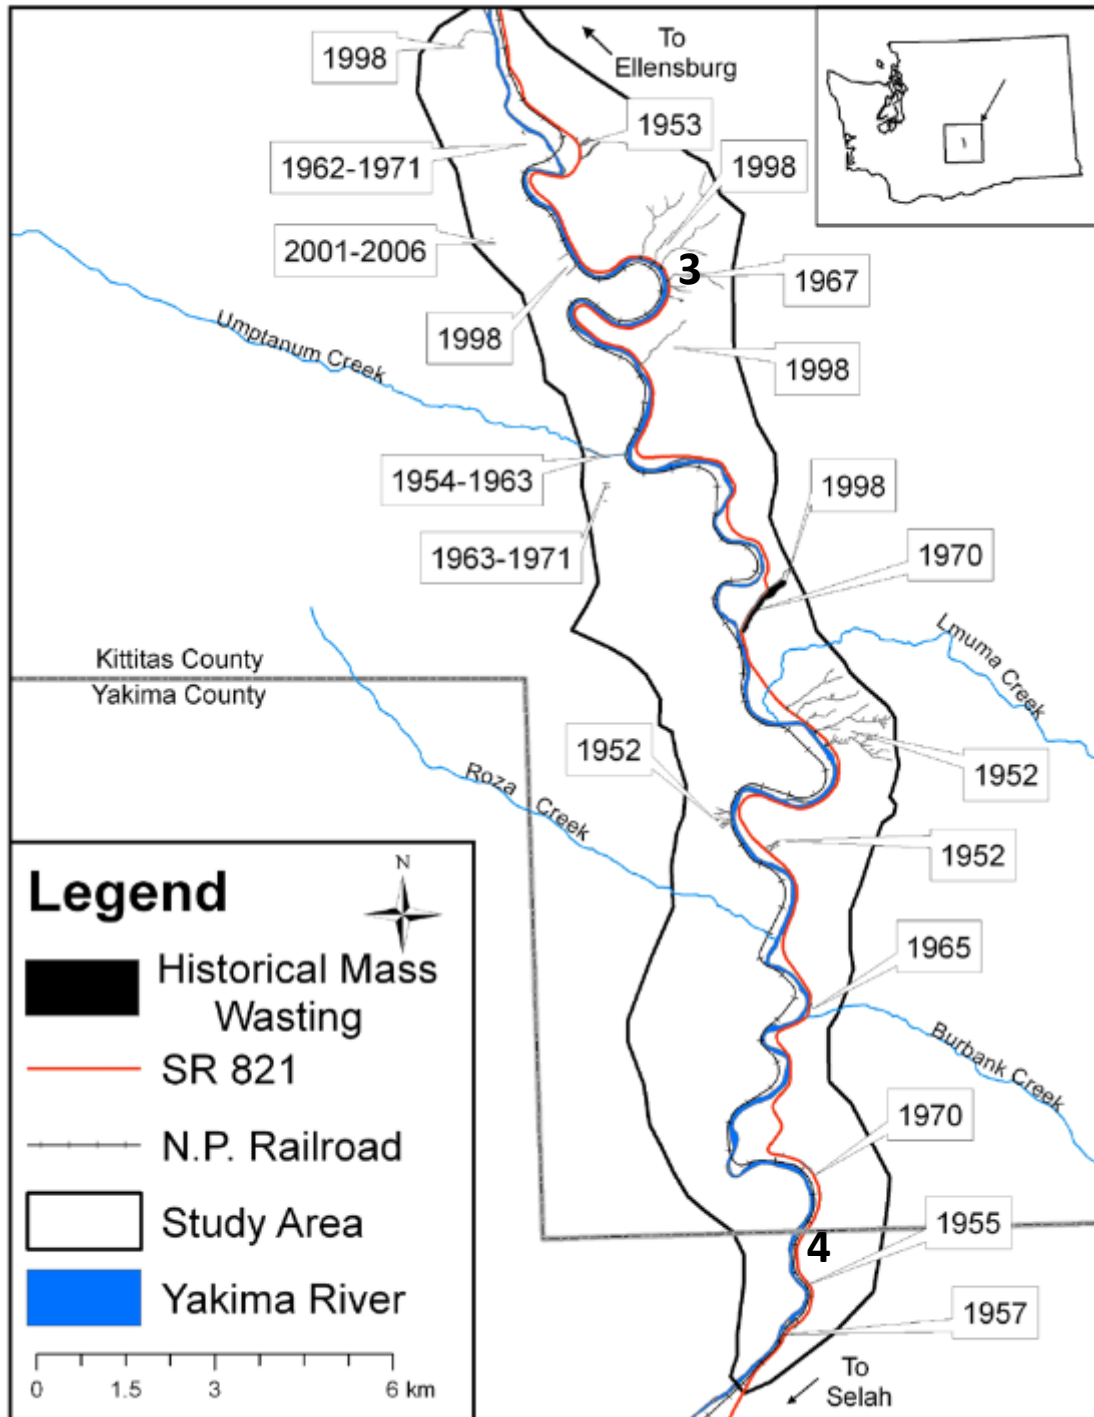 To
Ellensburg
1998
1953
1962-1971
1998
2001-2006
3
1967
Umptanum Creek
1998
1998
1954-1963
1998
1963-1971
1970
Lmuma Creek
Kittitas County
Yakima County
1952
Roza Creek
1952
1952
1965
Burbank Creek
1970
1955
4
1957
To
Selah
Legend
N
Historical Mass
Wasting
SR 821
N.P. Railroad
Study Area
Yakima River
0 1.5 3 6 km